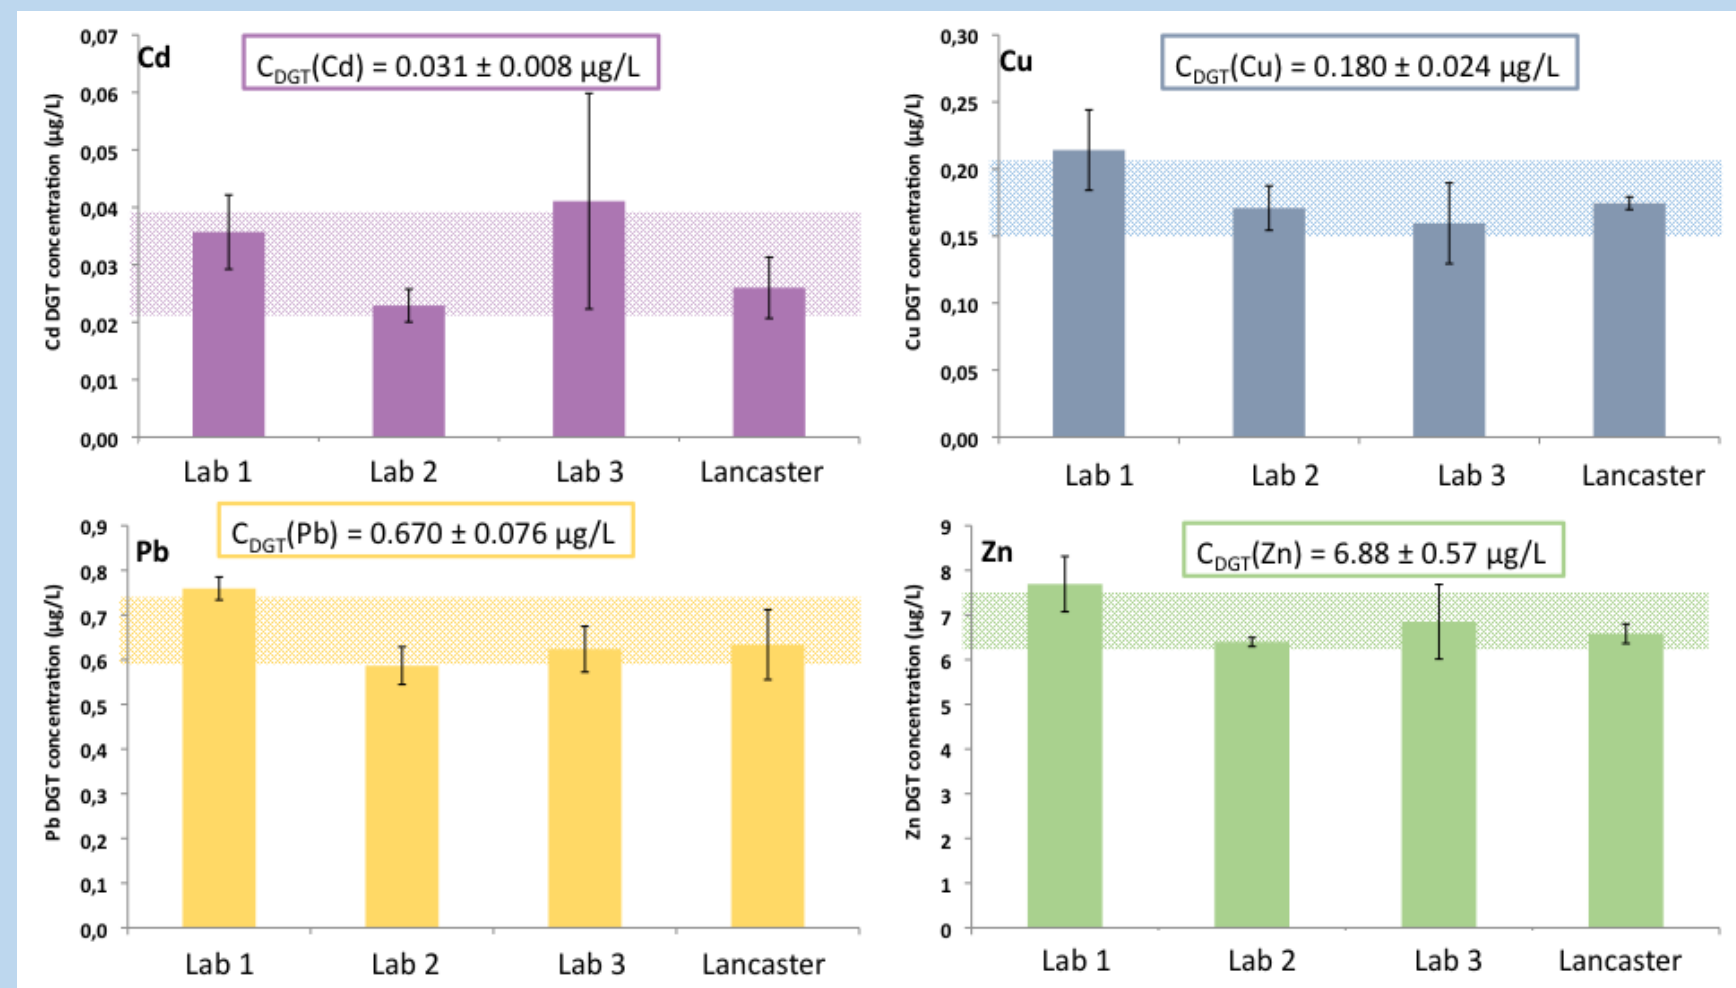 Cd
C_DGT(Cd) = 0.031 ± 0.008 µg/L
Cd DGT concentration (µg/L)
0,07
0,06
0,05
0,04
0,03
0,02
0,01
0,00
Lab 1 Lab 2 Lab 3 Lancaster
Cu
C_DGT(Cu) = 0.180 ± 0.024 µg/L
Cu DGT concentration (µg/L)
0,30
0,25
0,20
0,15
0,10
0,05
0,00
Lab 1 Lab 2 Lab 3 Lancaster
Pb
C_DGT(Pb) = 0.670 ± 0.076 µg/L
Pb DGT concentration (µg/L)
0,9
0,8
0,7
0,6
0,5
0,4
0,3
0,2
0,1
0,0
Lab 1 Lab 2 Lab 3 Lancaster
Zn
C_DGT(Zn) = 6.88 ± 0.57 µg/L
Zn DGT concentration (µg/L)
9
8
7
6
5
4
3
2
1
0
Lab 1 Lab 2 Lab 3 Lancaster